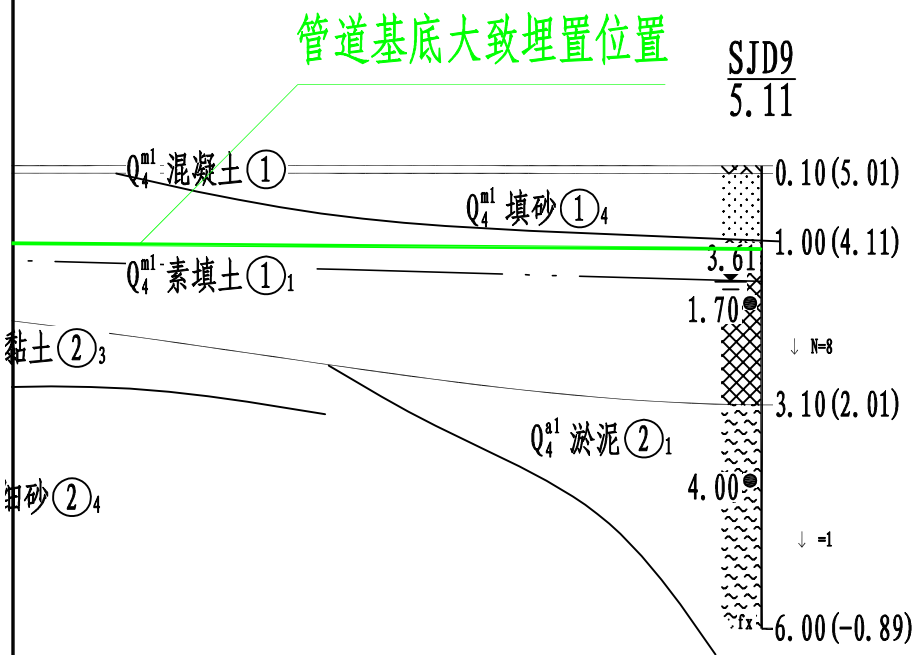 管道基底大致埋置位置
SJD9
5.11
Q4ml 混凝土①
0.10(5.01)
Q4ml 填砂①4
1.00(4.11)
3.61
Q4ml 素填土①1
1.70
N=8
黏土②3
3.10(2.01)
Q4al 淤泥②1
4.00
细砂②4
=1
fx
6.00(-0.89)